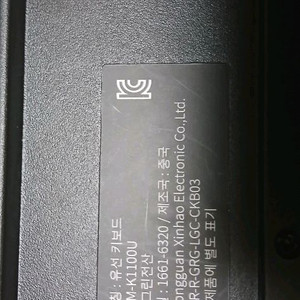 칭 : 유선 키보드
M-K1100U
그린전산
: 1661-6320 / 제조국 : 중국
ongguan Xinhao Electronic Co.,Ltd.
R-R-GRG-LGC-CKB03
제품에 별도 표기